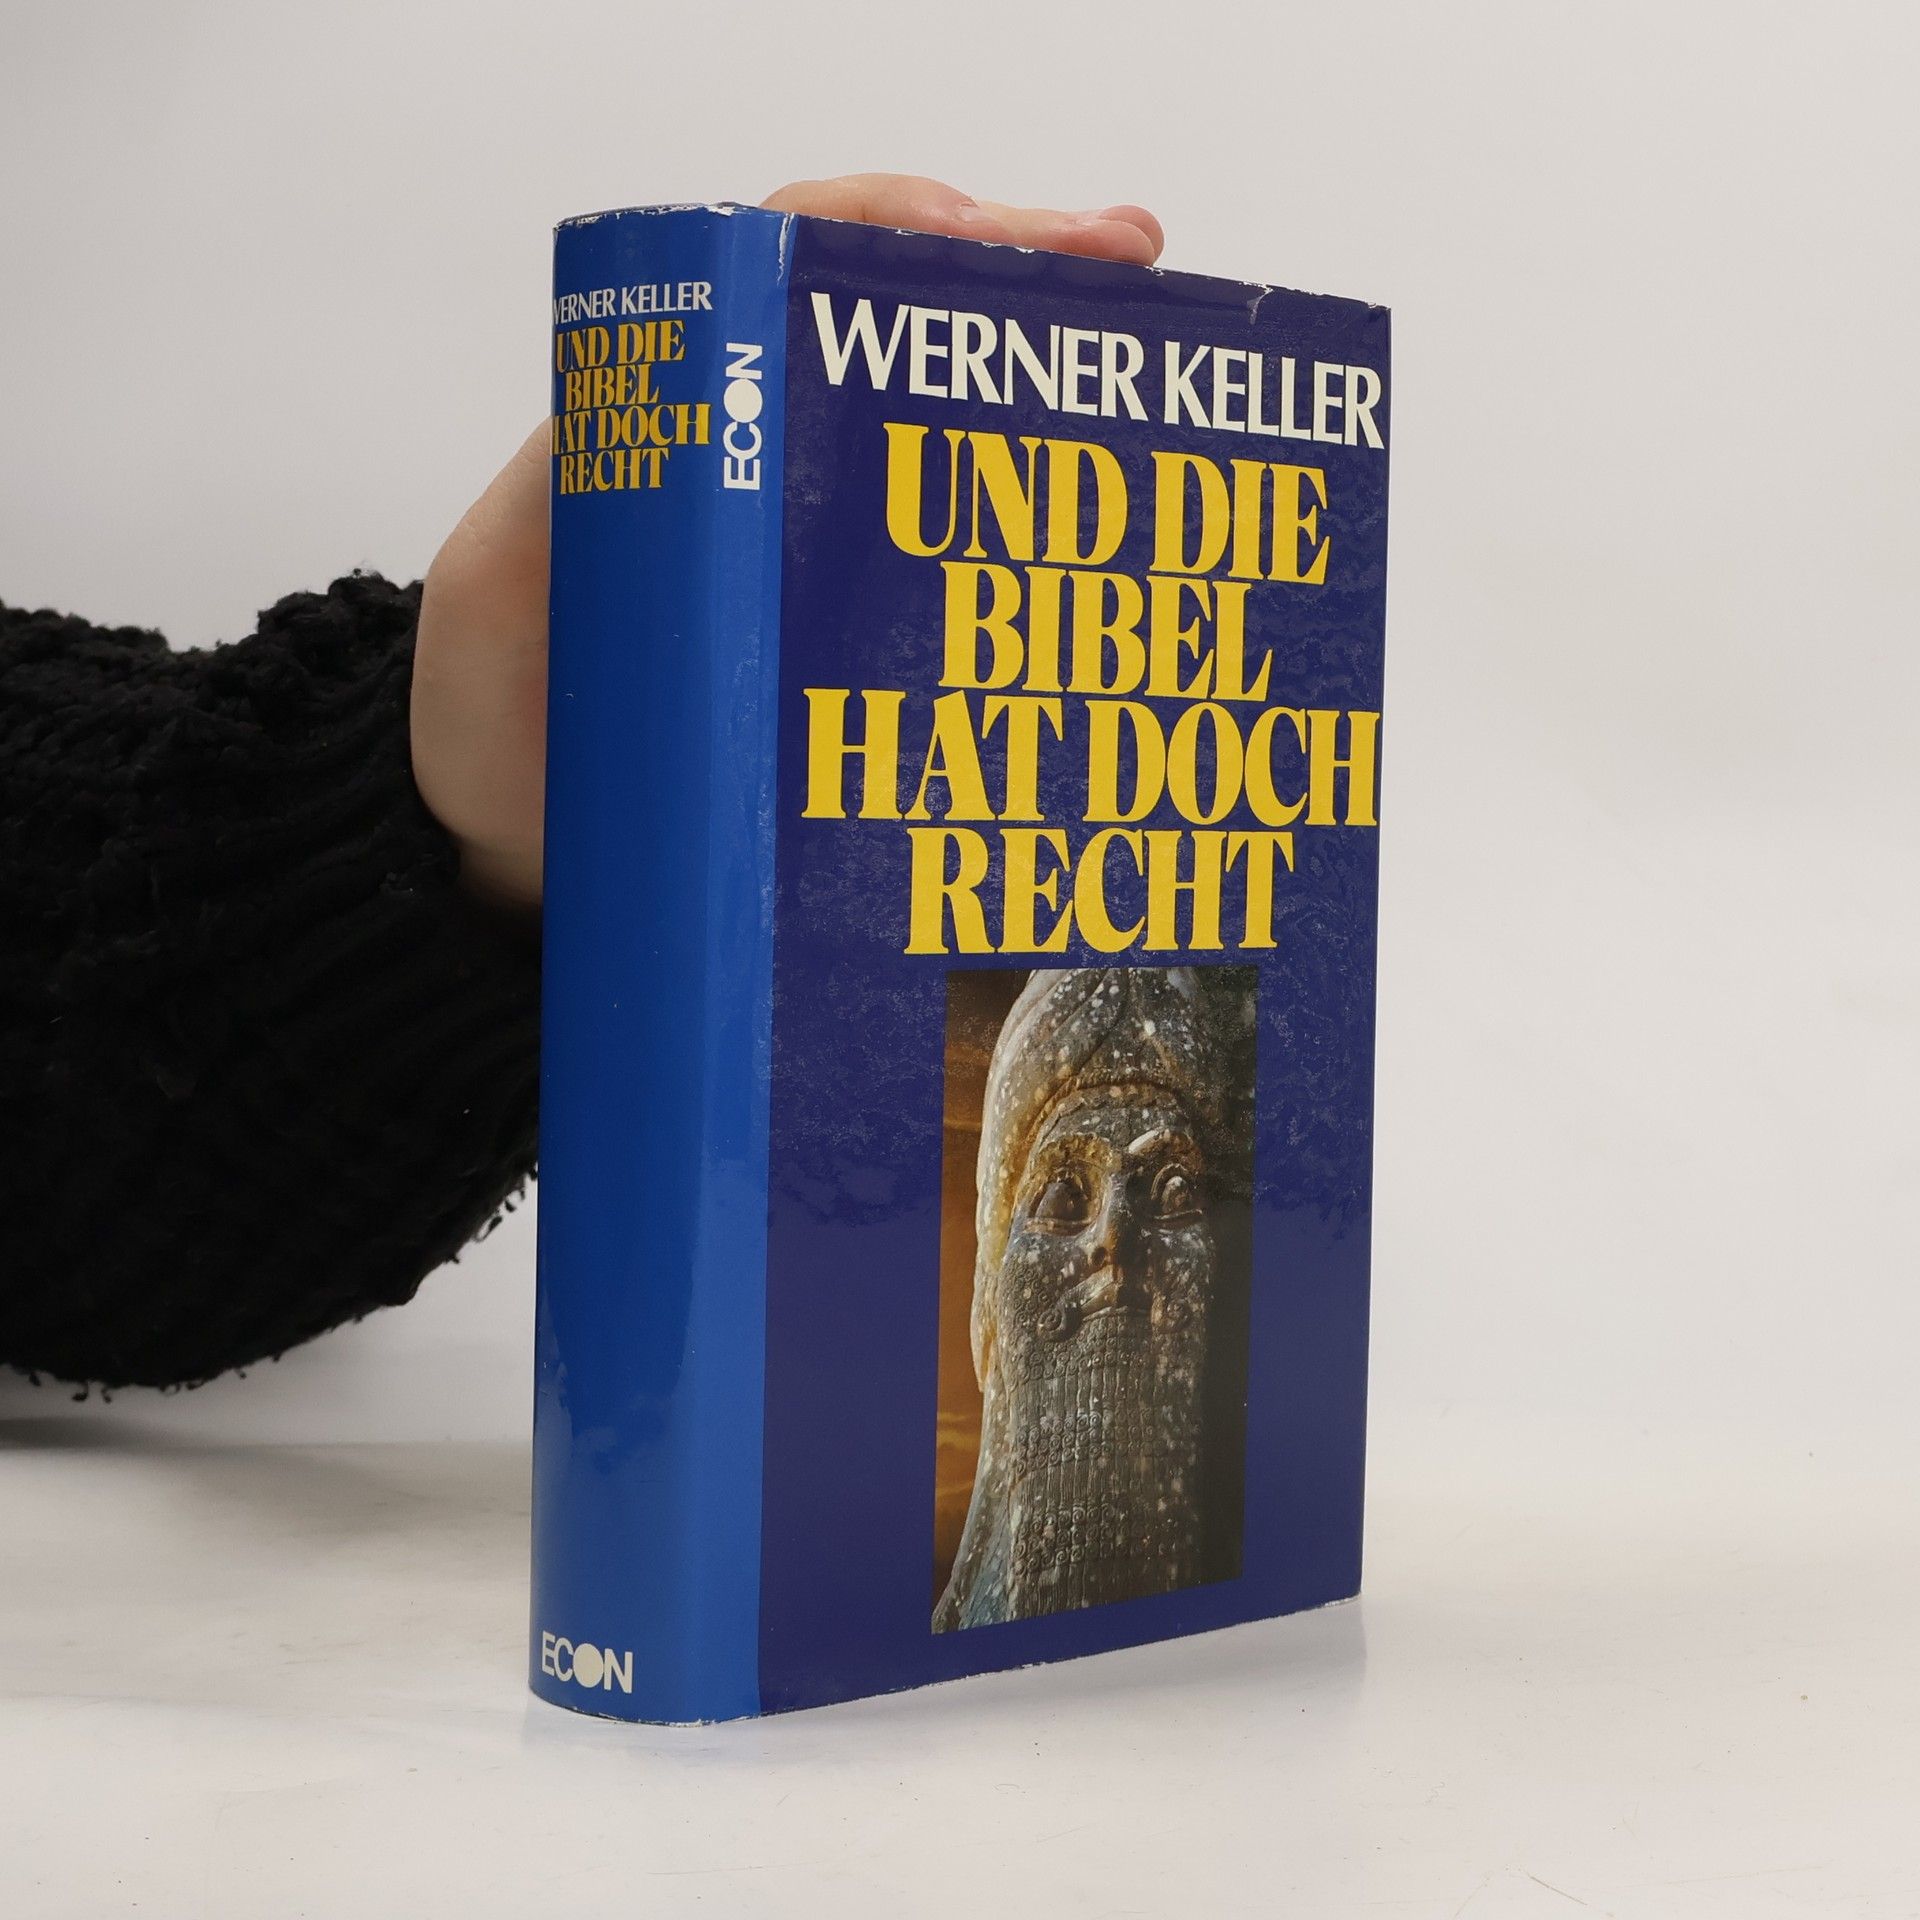 WERNER KELLER
UND DIE
BIBEL
HAT DOCH
RECHT
ECON
ECON
WERNER KELLER
UND DIE
BIBEL
HAT DOCH
RECHT